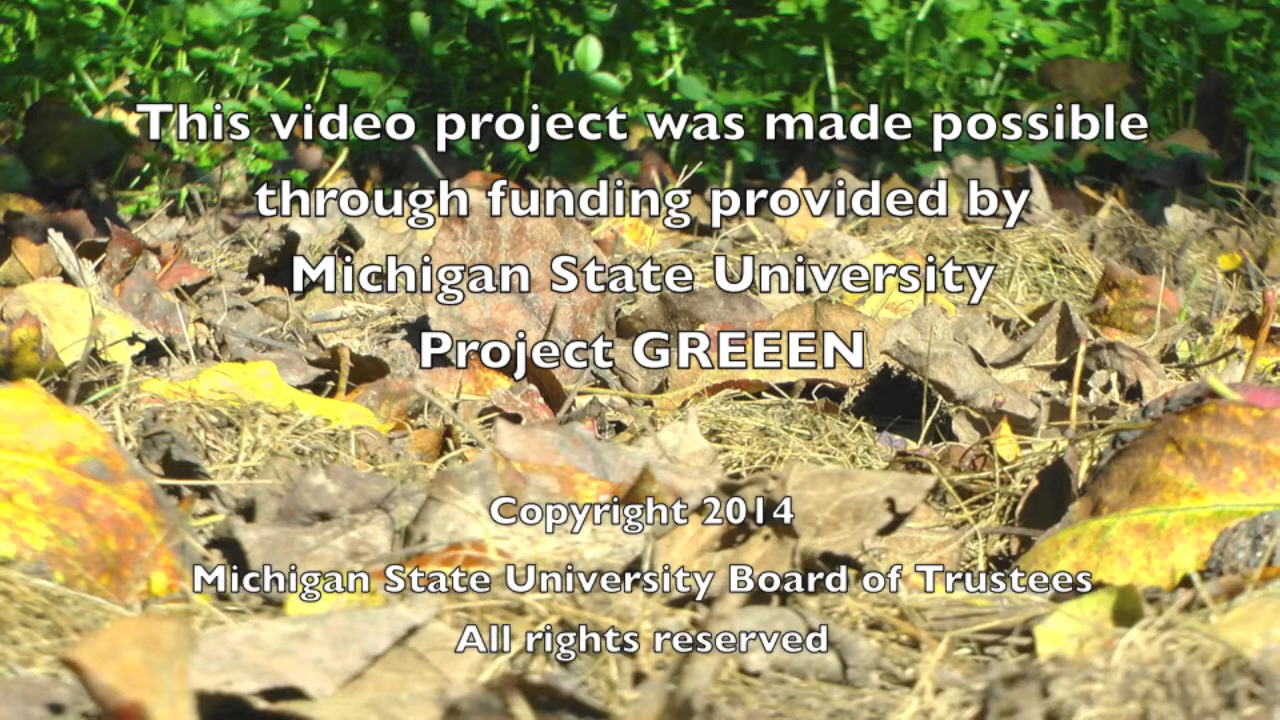 This video project was made possible
through funding provided by
Michigan State University
Project GREEEN
Copyright 2014
Michigan State University Board of Trustees
All rights reserved